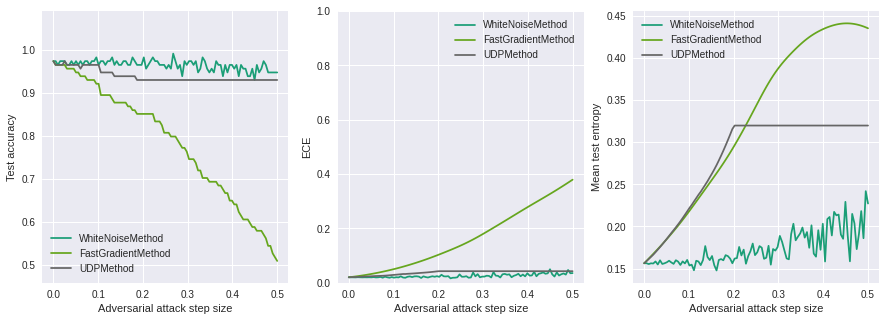 Test accuracy
1.0
0.9
0.8
0.7
0.6
0.5
WhiteNoiseMethod
FastGradientMethod
UDPMethod
0.0 0.1 0.2 0.3 0.4 0.5
Adversarial attack step size
ECE
1.0
0.8
0.6
0.4
0.2
0.0
WhiteNoiseMethod
FastGradientMethod
UDPMethod
0.0 0.1 0.2 0.3 0.4 0.5
Adversarial attack step size
Mean test entropy
0.45
0.40
0.35
0.30
0.25
0.20
0.15
WhiteNoiseMethod
FastGradientMethod
UDPMethod
0.0 0.1 0.2 0.3 0.4 0.5
Adversarial attack step size